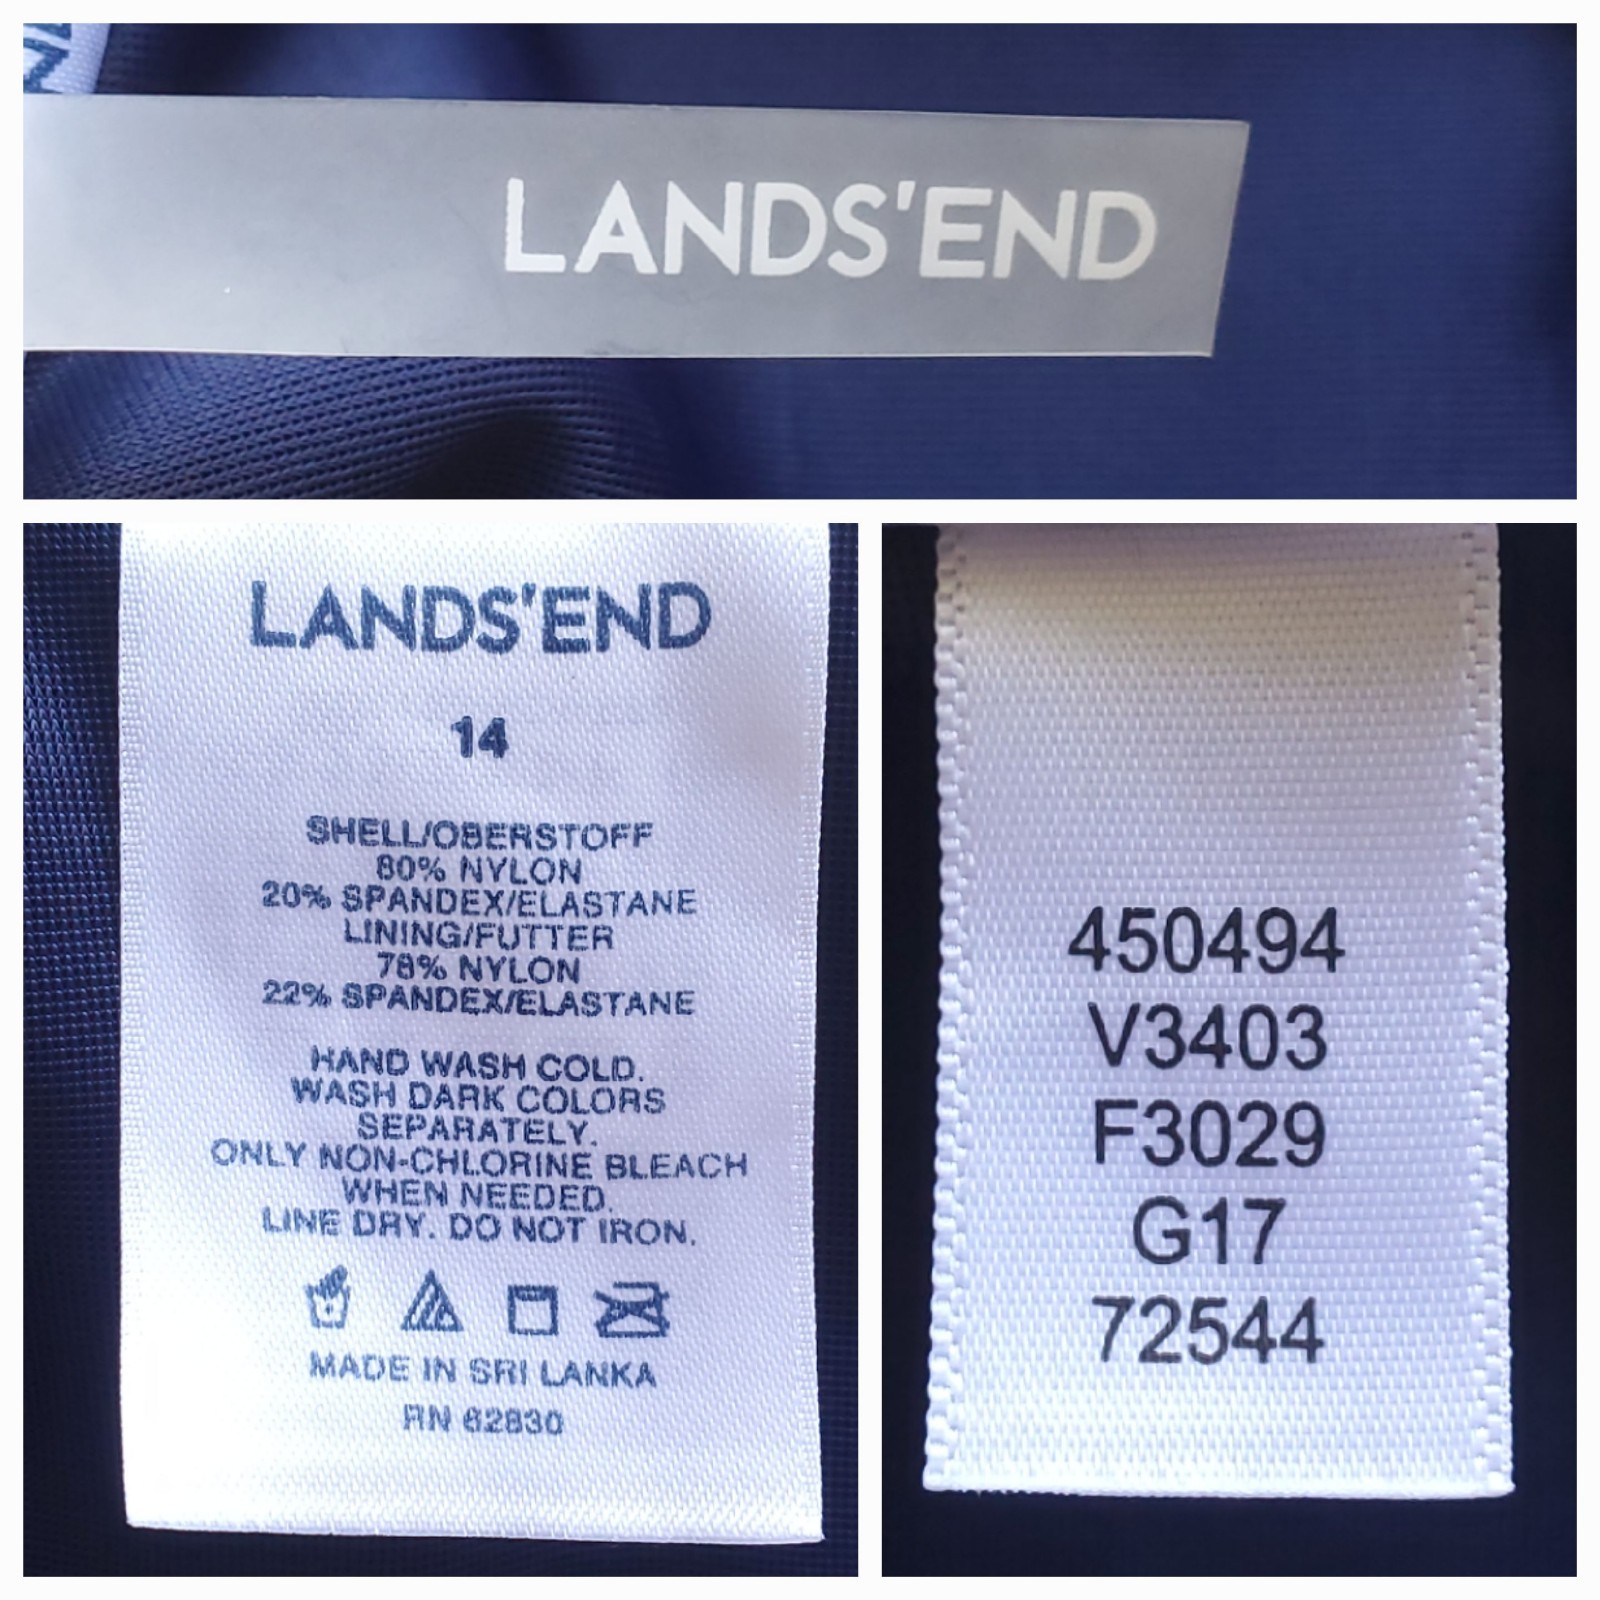 LANDS'END
LANDS'END
14
SHELL/OBERSTOFF
80% NYLON
20% SPANDEX/ELASTANE
LINING/FUTTER
78% NYLON
22% SPANDEX/ELASTANE
HAND WASH COLD.
WASH DARK COLORS
SEPARATELY.
ONLY NON-CHLORINE BLEACH
WHEN NEEDED.
LINE DRY. DO NOT IRON.
MADE IN SRI LANKA
RN 62830
450494
V3403
F3029
G17
72544